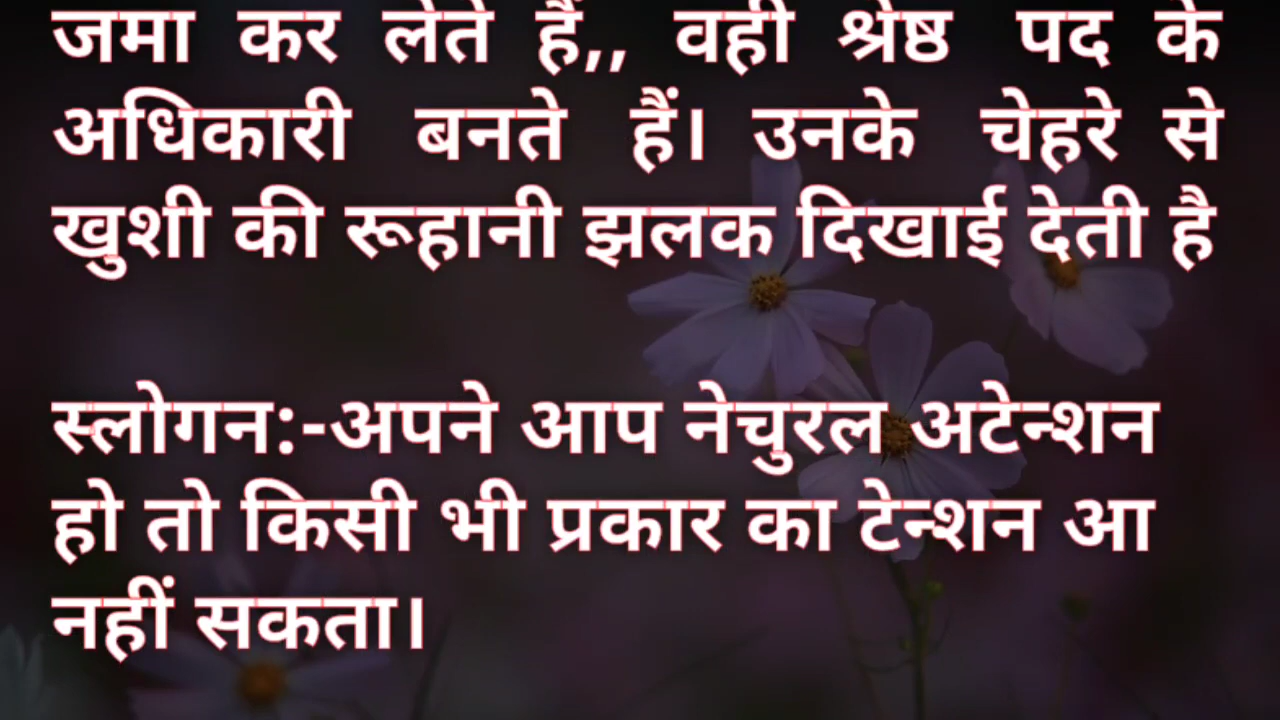 जमा कर लेते हैं,, वही श्रेष्ठ पद के
अधिकारी बनते हैं। उनके चेहरे से
खुशी की रूहानी झलक दिखाई देती है
स्लोगन:-अपने आप नेचुरल अटेन्शन
हो तो किसी भी प्रकार का टेन्शन आ
नहीं सकता।